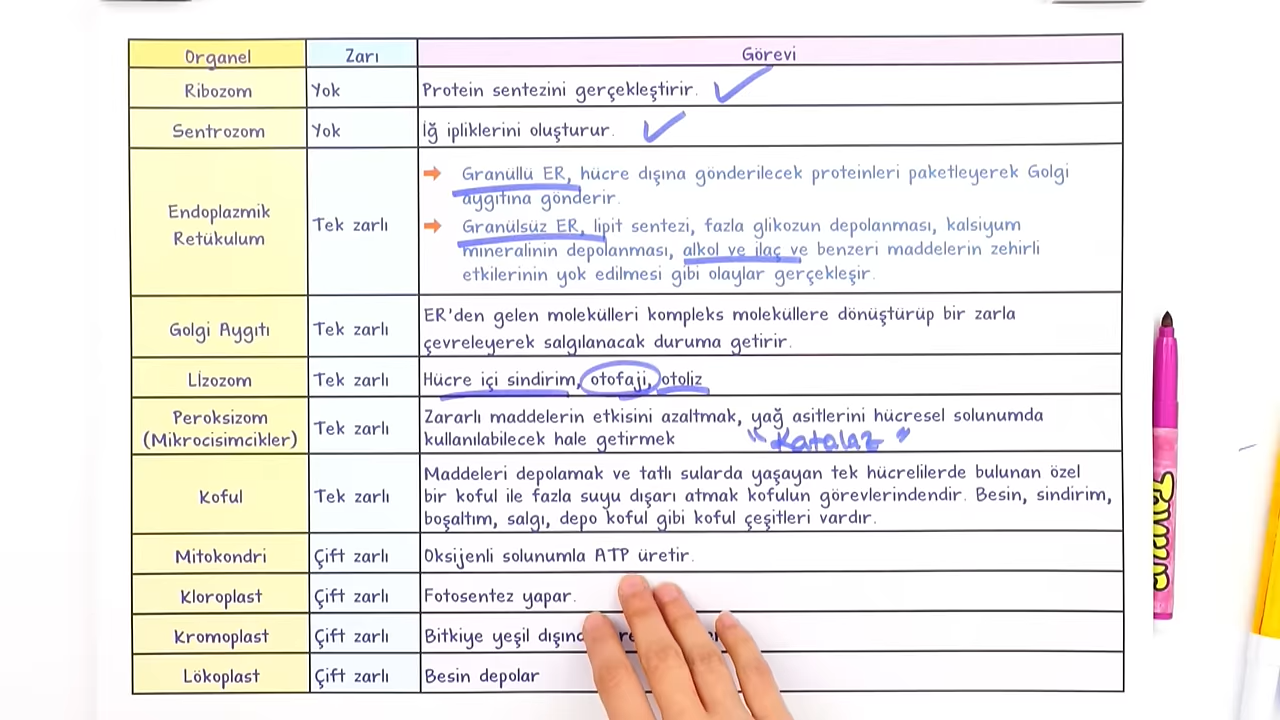 Organel Zarı Görevi
Ribozom Yok Protein sentezini gerçekleştirir.
Sentrozom Yok İğ ipliklerini oluşturur.
Endoplazmik Retükulum Tek zarlı
Granüllü ER, hücre dışına gönderilecek proteinleri paketleyerek Golgi
aygıtına gönderir.
Granülsüz ER, lipit sentezi, fazla glikozun depolanması, kalsiyum
mineralinin depolanması, alkol ve ilaç ve benzeri maddelerin zehirli
etkilerinin yok edilmesi gibi olaylar gerçekleşir.
Golgi Aygıtı Tek zarlı
ER'den gelen molekülleri kompleks moleküllere dönüştürüp bir zarla
çevreleyerek salgılanacak duruma getirir.
Lizozom Tek zarlı Hücre içi sindirim, otofaji, otoliz
Peroksizom
(Mikrocisimcikler) Tek zarlı
Zararlı maddelerin etkisini azaltmak, yağ asitlerini hücresel solunumda
kullanılabilecek hale getirmek
"Katalaz"
Koful Tek zarlı
Maddeleri depolamak ve tatlı sularda yaşayan tek hücrelilerde bulunan özel
bir koful ile fazla suyu dışarı atmak kofulun görevlerindendir. Besin, sindirim,
boşaltım, salgı, depo koful gibi koful çeşitleri vardır.
Mitokondri Çift zarlı Oksijenli solunumla ATP üretir.
Kloroplast Çift zarlı Fotosentez yapar.
Kromoplast Çift zarlı Bitkiye yeşil
Lökoplast Çift zarlı Besin depolar